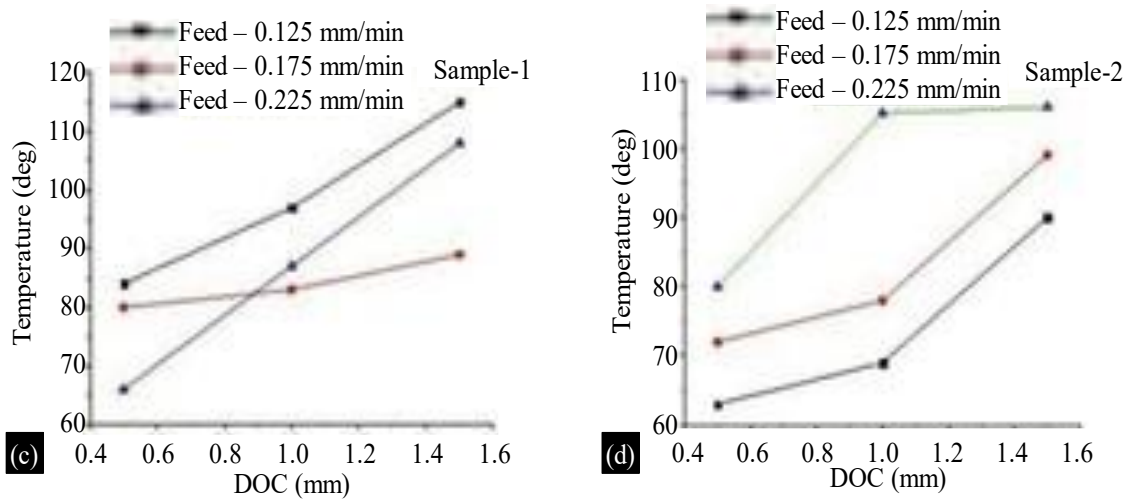 Feed – 0.125 mm/min
Feed – 0.175 mm/min
Feed – 0.225 mm/min
Sample-1
Temperature (deg)
120
110
100
90
80
70
60
0.4 0.6 0.8 1.0 1.2 1.4 1.6
DOC (mm)
(c)
Feed – 0.125 mm/min
Feed – 0.175 mm/min
Feed – 0.225 mm/min
Sample-2
Temperature (deg)
110
100
90
80
70
60
0.4 0.6 0.8 1.0 1.2 1.4 1.6
DOC (mm)
(d)